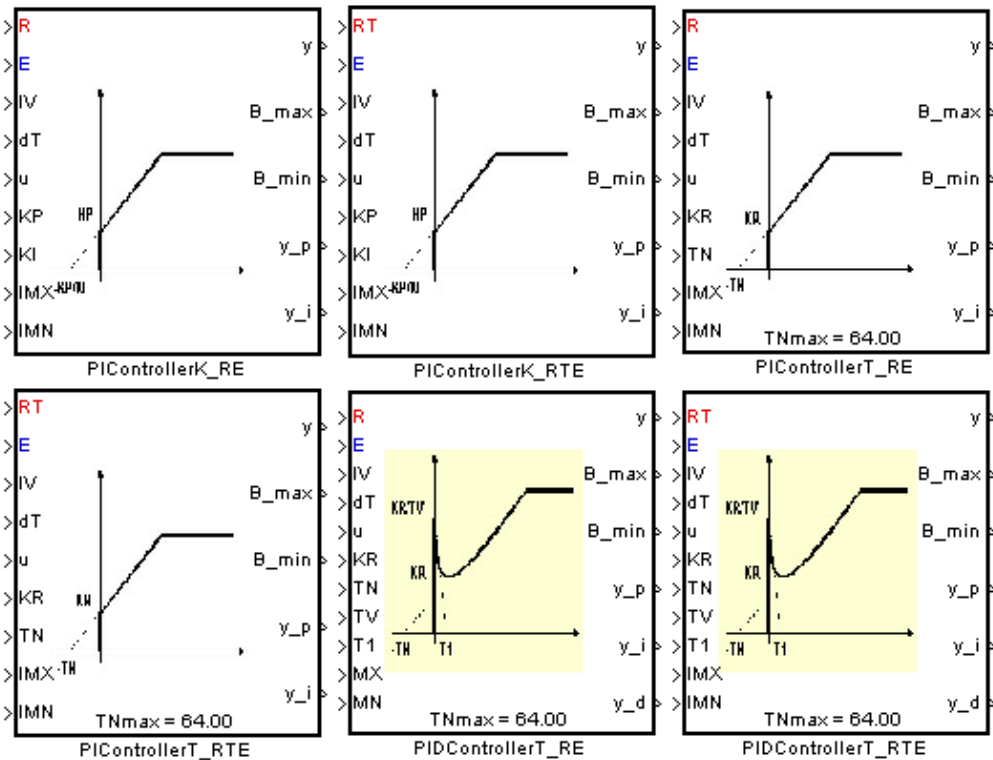 R
E
IV
dT
u
KP
KI
IMX
IMN
y
B_max
B_min
y_p
y_i
PIControllerK_RE
RT
E
IV
dT
u
KP
KI
IMX
IMN
y
B_max
B_min
y_p
y_i
PIControllerK_RTE
R
E
IV
dT
u
KR
TN
IMX
IMN
y
B_max
B_min
y_p
y_i
KR
-TN
TNmax = 64.00
PIControllerT_RE
RT
E
IV
dT
u
KR
TN
IMX
IMN
y
B_max
B_min
y_p
y_i
-TN
TNmax = 64.00
PIControllerT_RTE
R
E
IV
dT
u
KR
TN
TV
T1
MX
MN
y
B_max
B_min
y_p
y_i
y_d
KR
-TN
T1
TNmax = 64.00
PIDControllerT_RE
RT
E
IV
dT
u
KR
TN
TV
T1
IMX
IMN
y
B_max
B_min
y_p
y_i
y_d
KR
-TN
T1
TNmax = 64.00
PIDControllerT_RTE